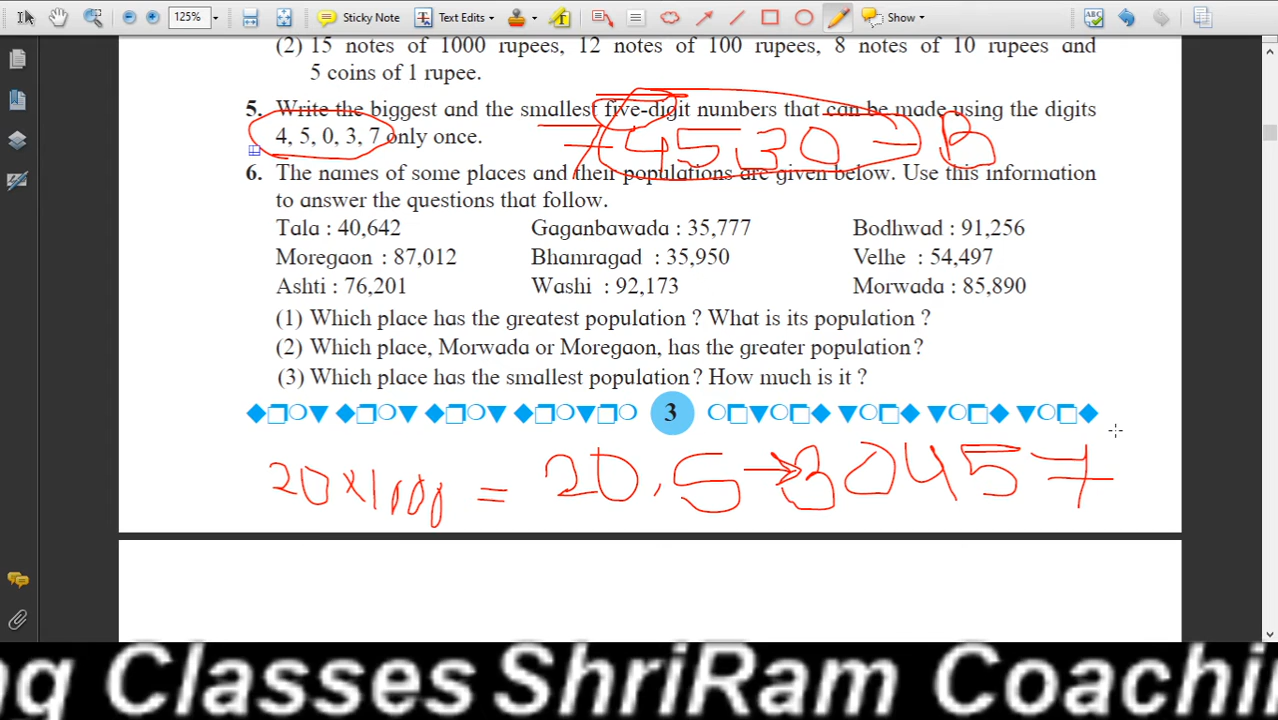 125% Sticky Note Text Edits Show
(2) 15 notes of 1000 rupees, 12 notes of 100 rupees, 8 notes of 10 rupees and
5 coins of 1 rupee.
5. Write the biggest and the smallest five-digit numbers that can be made using the digits
4, 5, 0, 3, 7 only once.
74530 - B
6. The names of some places and their populations are given below. Use this information
to answer the questions that follow.
Tala : 40,642 Gaganbawada : 35,777 Bodhwad : 91,256
Moregaon : 87,012 Bhamragad : 35,950 Velhe : 54,497
Ashti : 76,201 Washi : 92,173 Morwada : 85,890
(1) Which place has the greatest population ? What is its population ?
(2) Which place, Morwada or Moregaon, has the greater population ?
(3) Which place has the smallest population ? How much is it ?
3
20×1000 = 20, 5→30457
ng Classes ShriRam Coachin